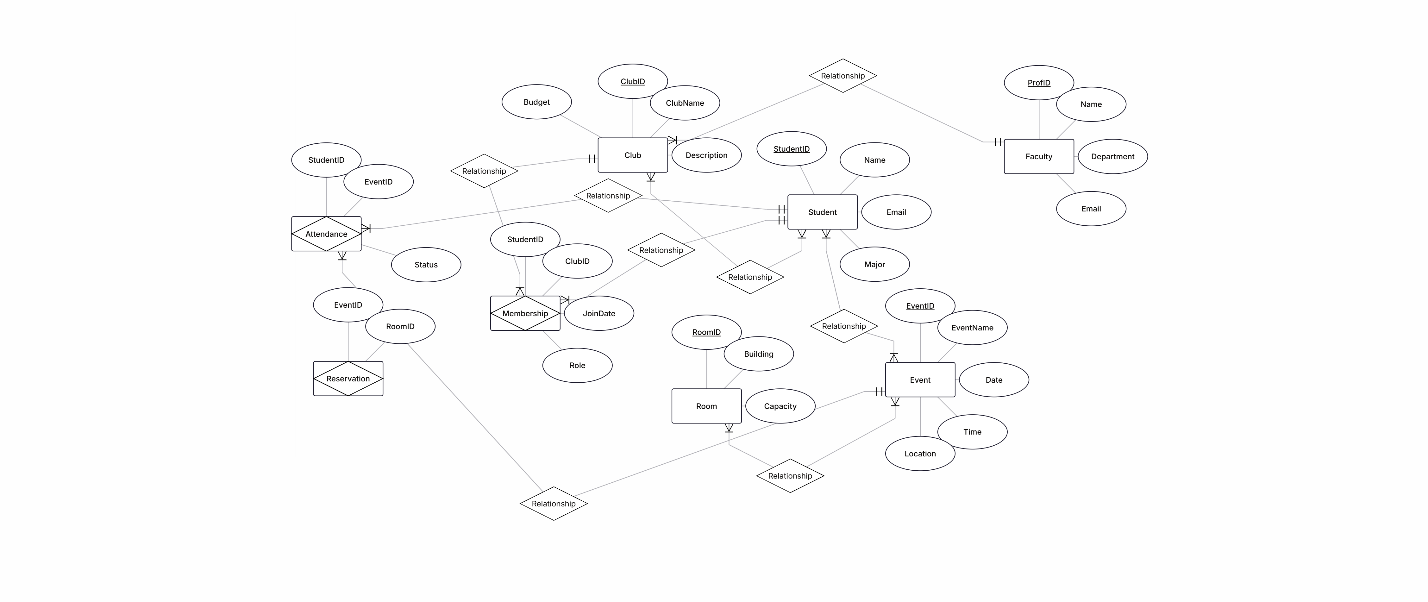 Relationship
ClubID
ProfID
Budget
ClubName
Name
StudentID
Club
Description
Name
Faculty
Department
StudentID
EventID
Relationship
Relationship
Student
Email
Email
Attendance
StudentID
Relationship
ClubID
Status
Major
Relationship
EventID
RoomID
Membership
JoinDate
Relationship
EventID
EventName
RoomID
Building
Role
Reservation
Event
Date
Room
Capacity
Time
Location
Relationship
Relationship